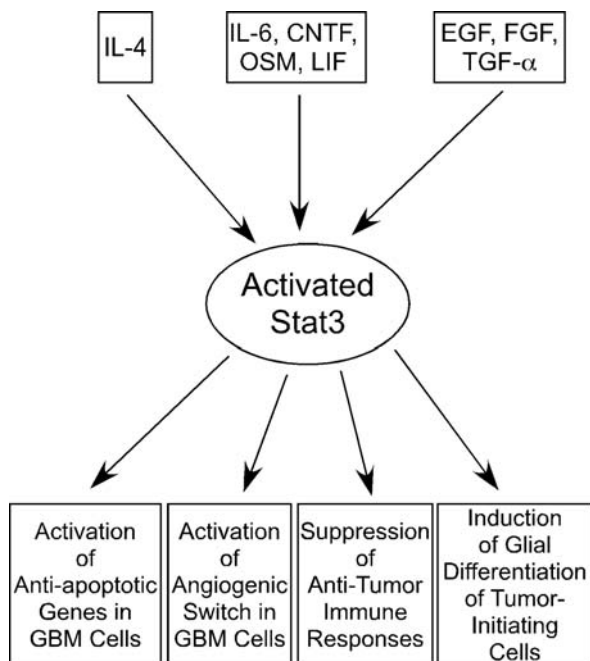 IL-4
IL-6, CNTF,
OSM, LIF
EGF, FGF,
TGF-α
Activated
Stat3
Activation
of
Anti-apoptotic
Genes in
GBM Cells
Activation
of
Angiogenic
Switch in
GBM Cells
Suppression
of
Anti-Tumor
Immune
Responses
Induction
of Glial
Differentiation
of Tumor-
Initiating
Cells